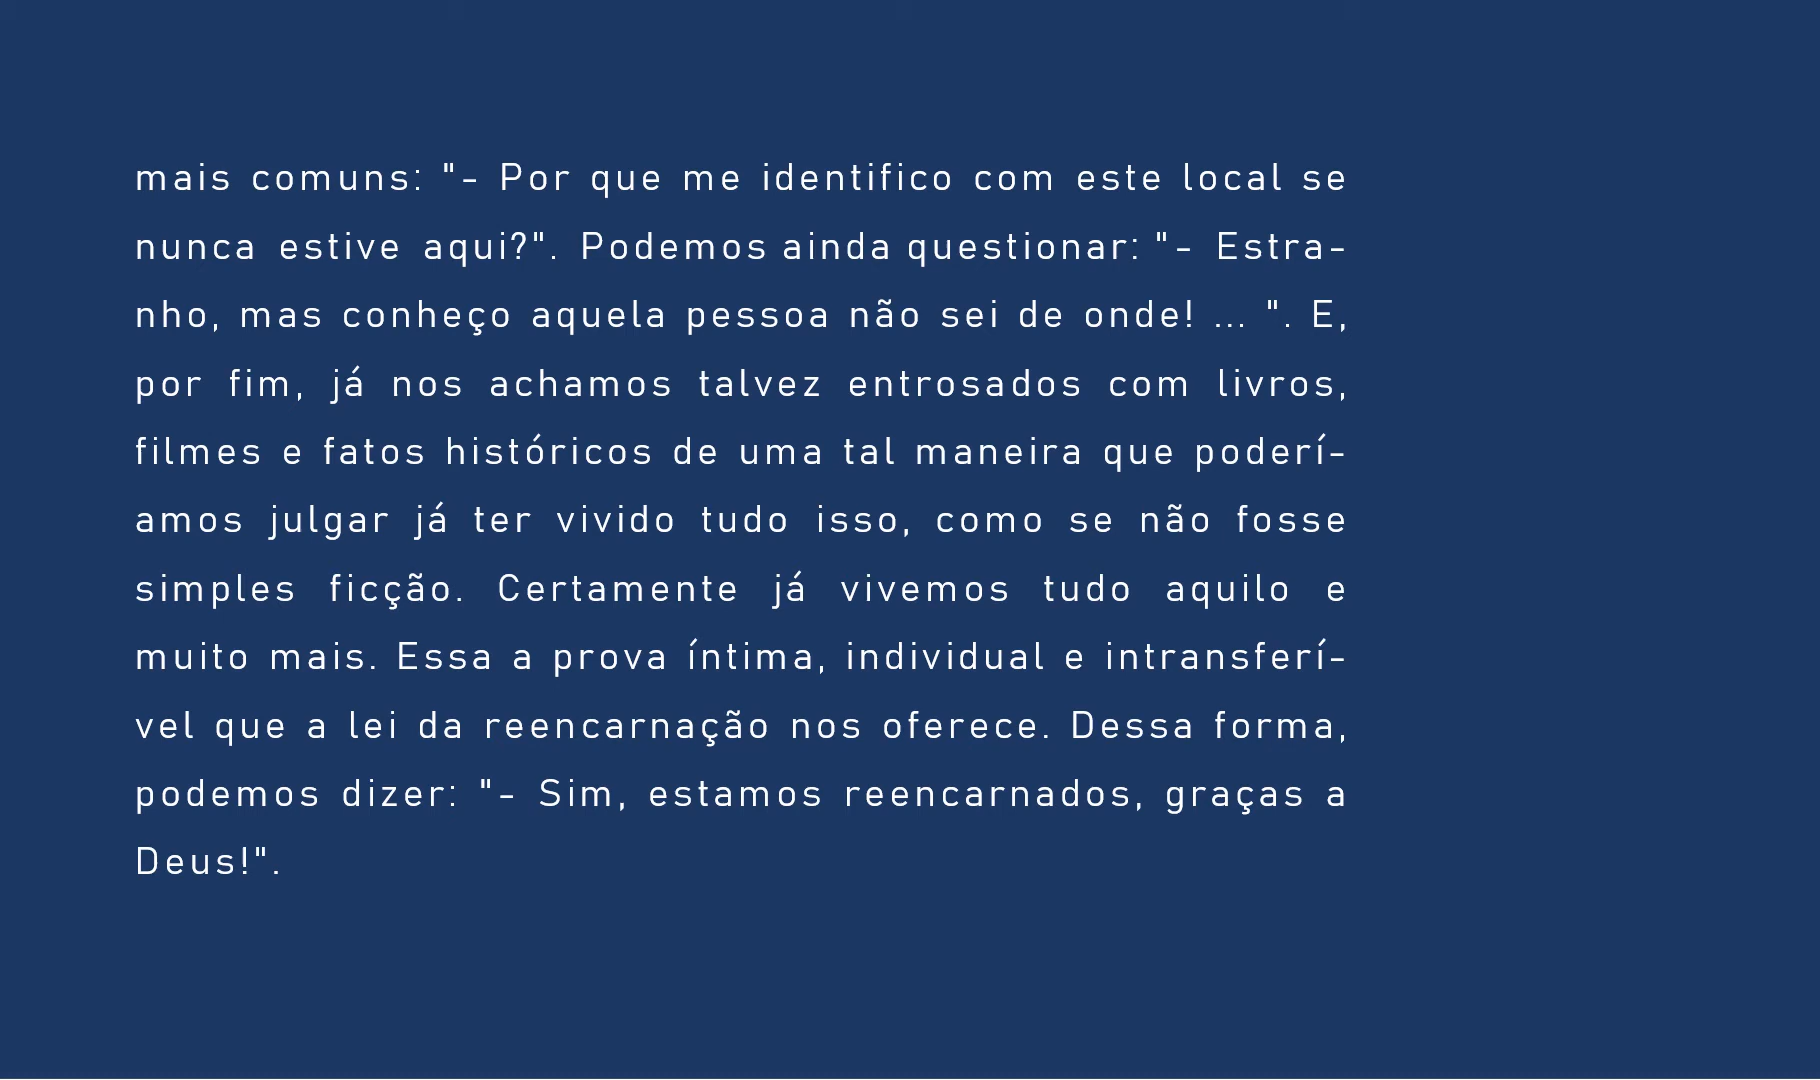 mais comuns: "- Por que me identifico com este local se
nunca estive aqui?". Podemos ainda questionar: "- Estra-
nho, mas conheço aquela pessoa não sei de onde! ... ". E,
por fim, já nos achamos talvez entrosados com livros,
filmes e fatos históricos de uma tal maneira que poderí-
amos julgar já ter vivido tudo isso, como se não fosse
simples ficção. Certamente já vivemos tudo aquilo e
muito mais. Essa a prova íntima, individual e intransferí-
vel que a lei da reencarnação nos oferece. Dessa forma,
podemos dizer: "- Sim, estamos reencarnados, graças a
Deus!".